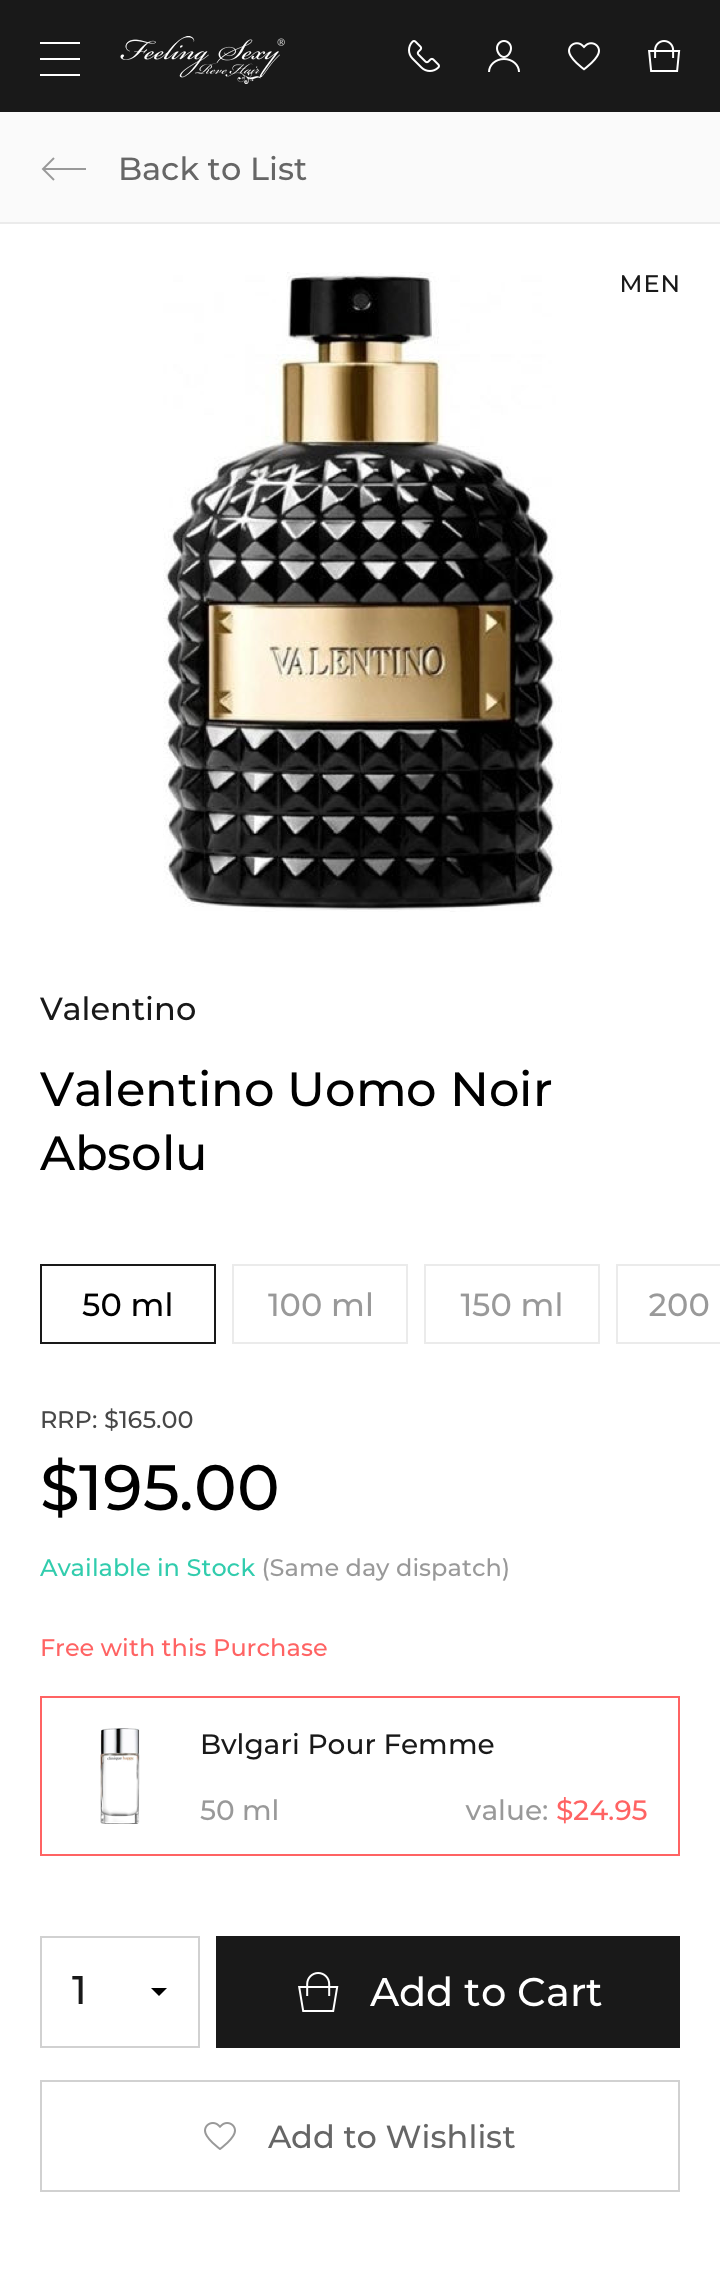 Feeling Sexy®
Reve Hair
Back to List
MEN
VALENTINO
Valentino
Valentino Uomo Noir
Absolu
50 ml 100 ml 150 ml 200
RRP: $165.00
$195.00
Available in Stock (Same day dispatch)
Free with this Purchase
Bvlgari Pour Femme
50 ml value: $24.95
1 Add to Cart
Add to Wishlist